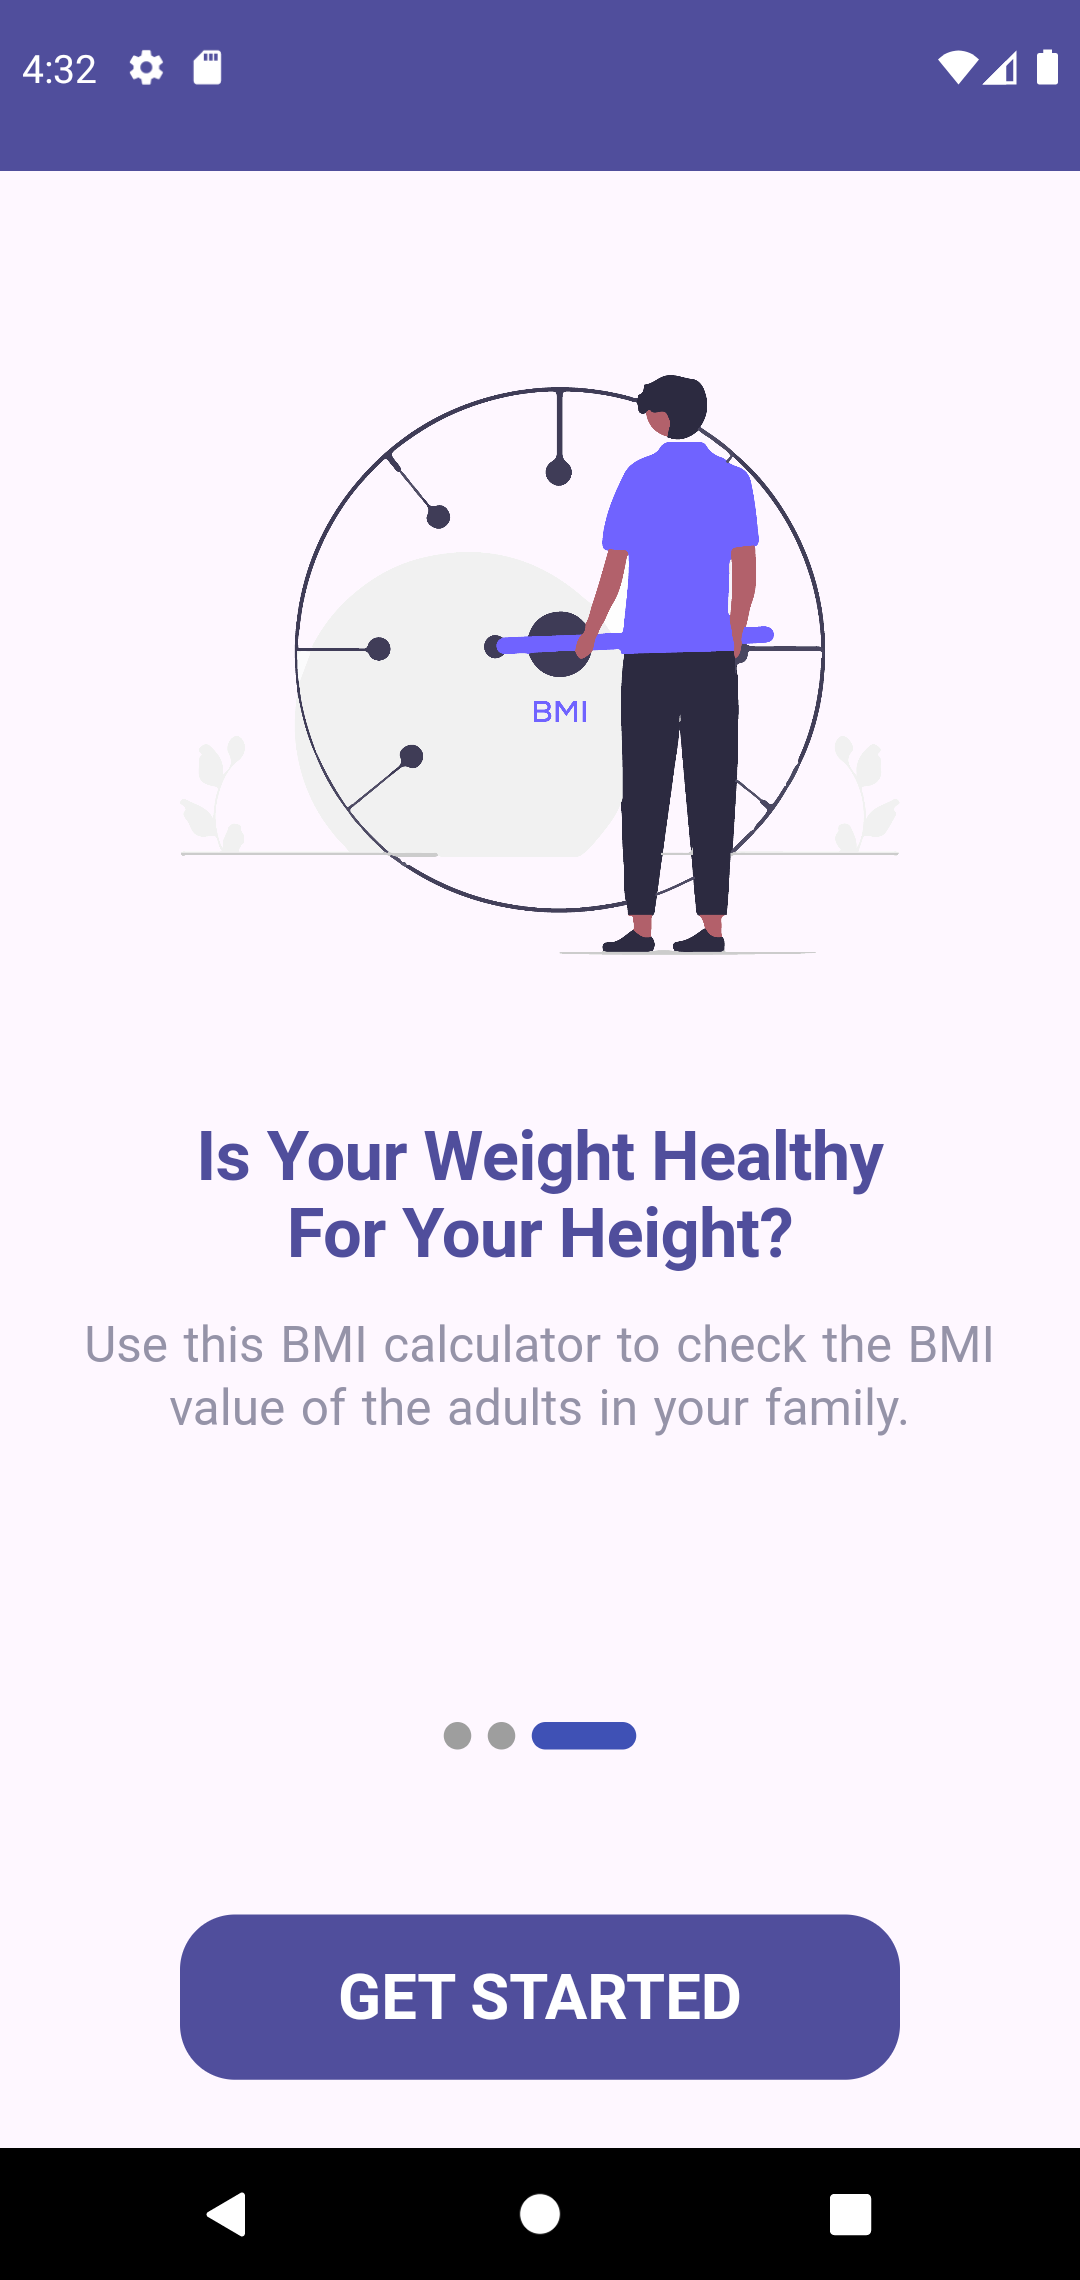 4:32
BMI
Is Your Weight Healthy
For Your Height?
Use this BMI calculator to check the BMI
value of the adults in your family.
GET STARTED